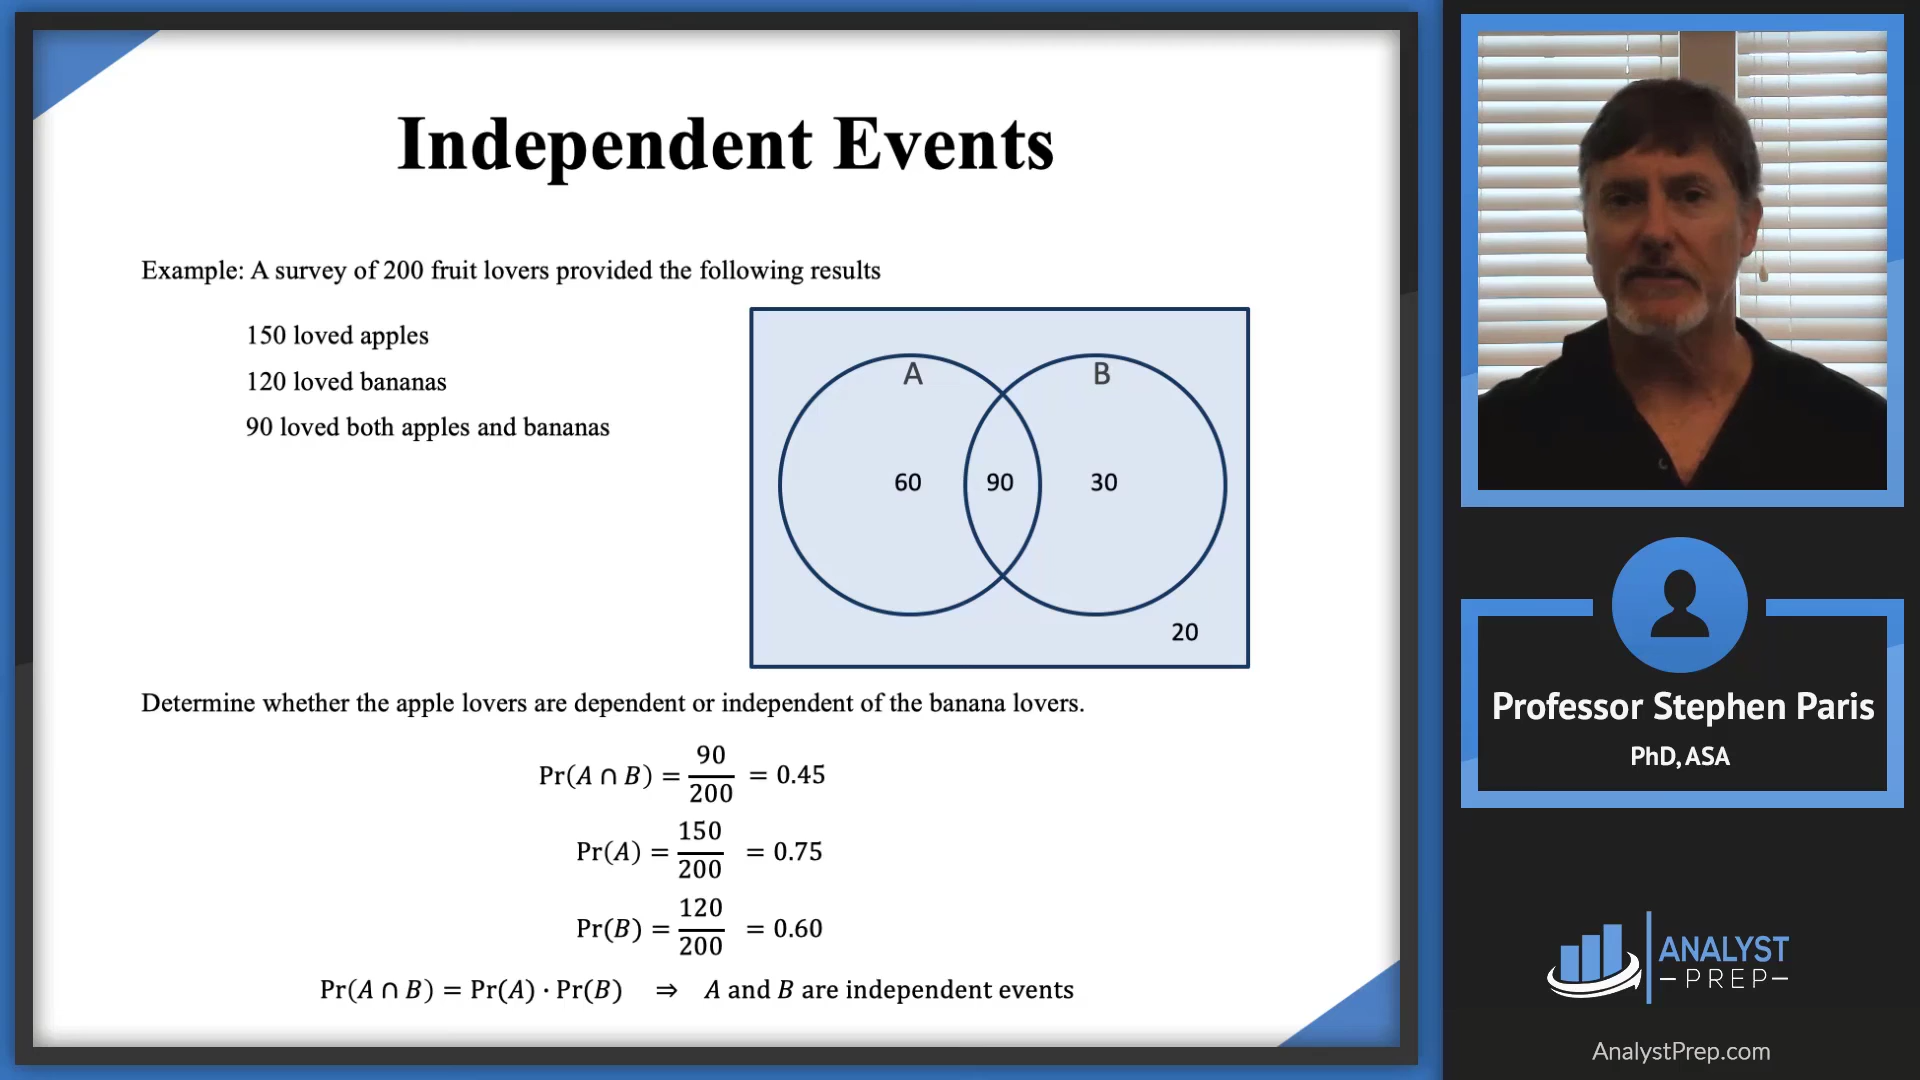 Independent Events
Example: A survey of 200 fruit lovers provided the following results
150 loved apples
120 loved bananas
90 loved both apples and bananas
A
B
60
90
30
20
Determine whether the apple lovers are dependent or independent of the banana lovers.
Pr(A ∩ B) = 90/200 = 0.45
Pr(A) = 150/200 = 0.75
Pr(B) = 120/200 = 0.60
Pr(A ∩ B) = Pr(A) · Pr(B) ⇒ A and B are independent events
Professor Stephen Paris
PhD, ASA
ANALYST
PREP
AnalystPrep.com